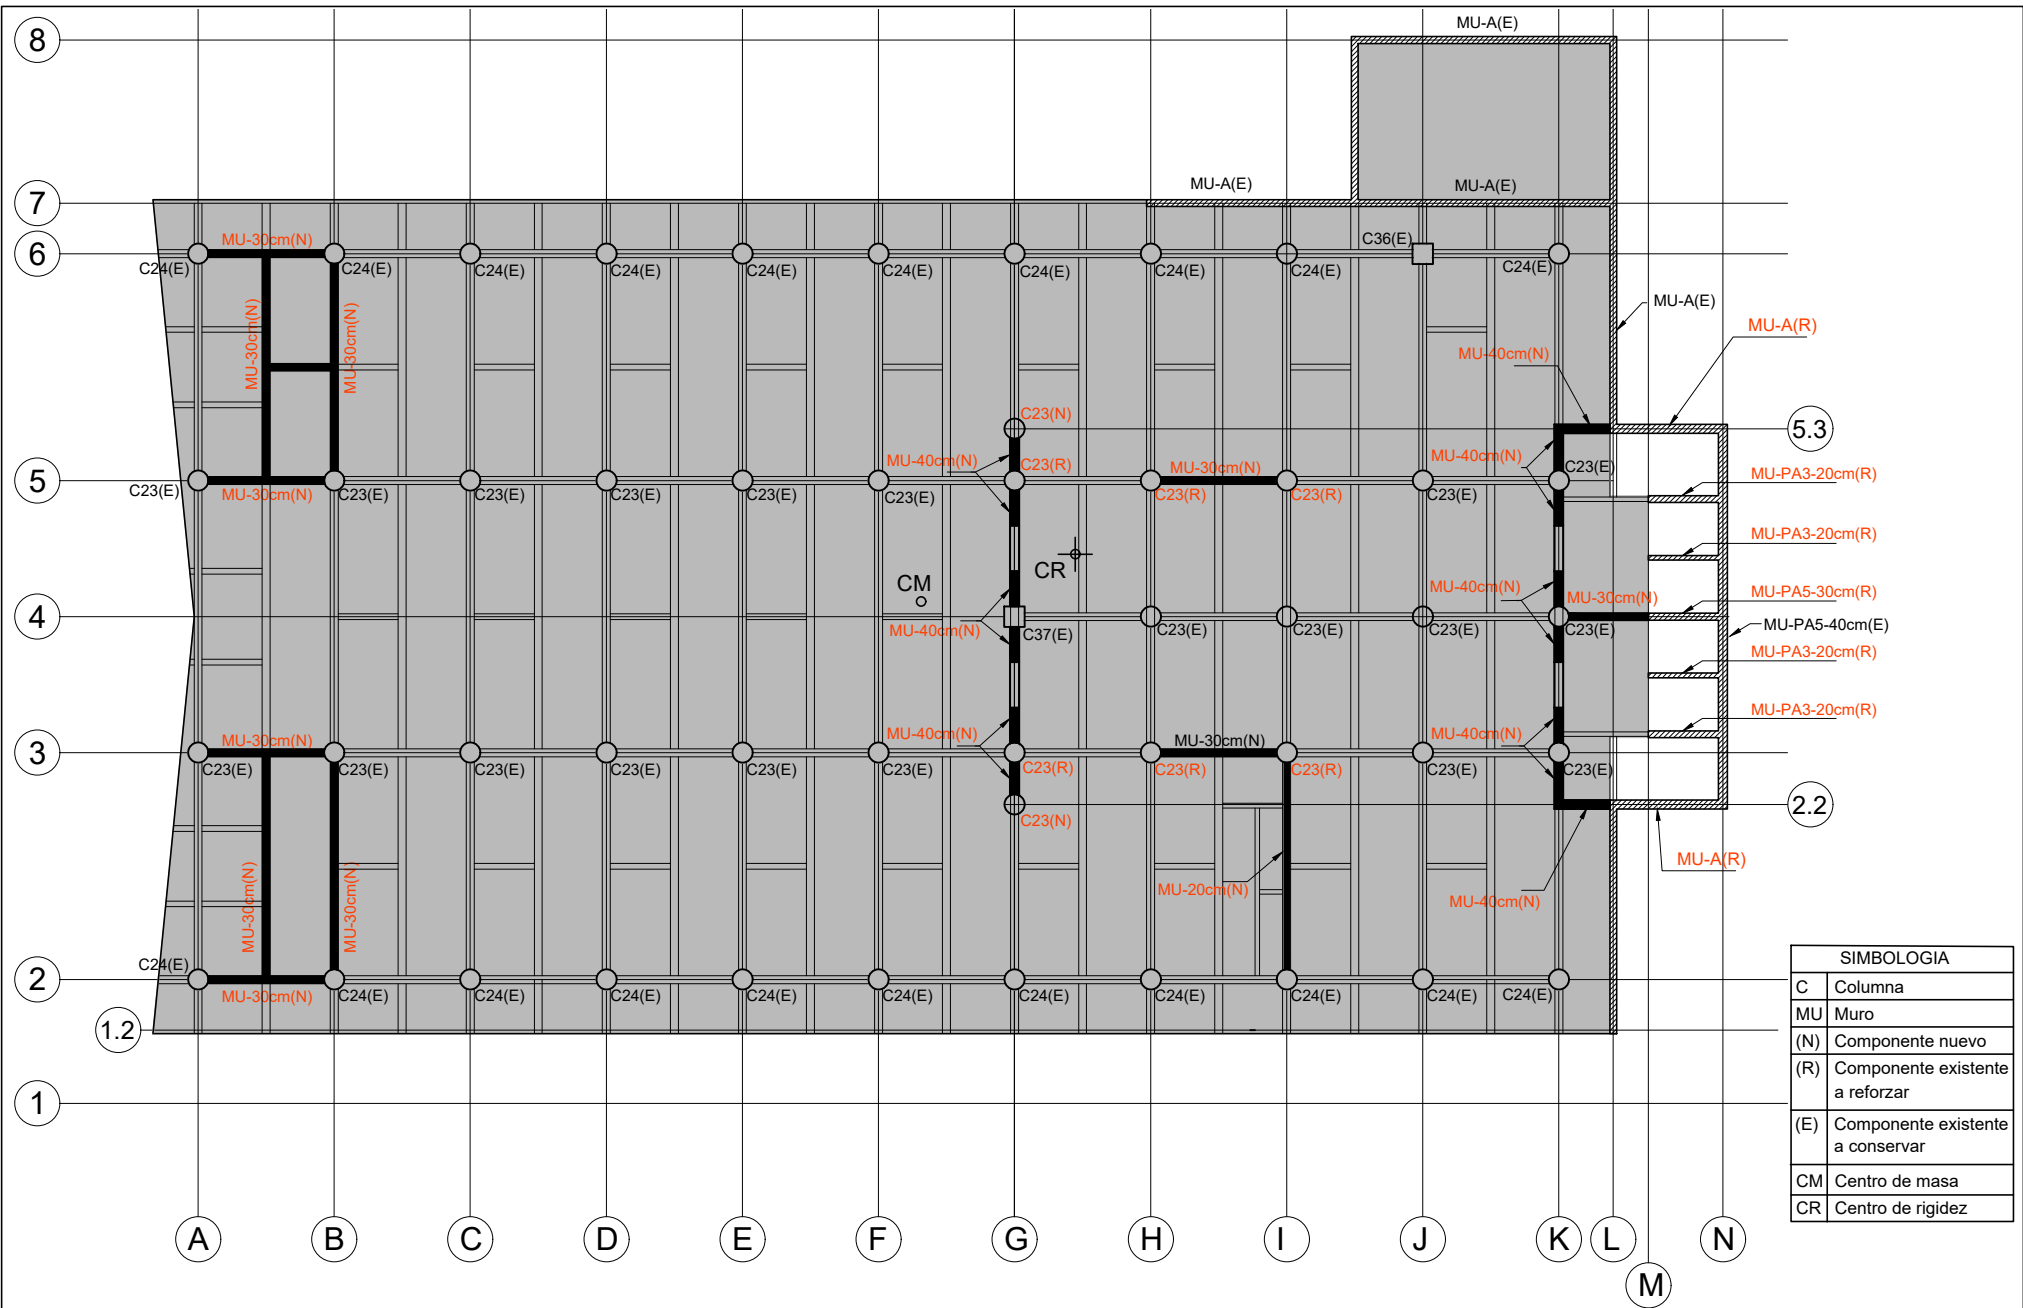 MU-A(E)
8
MU-A(E)
MU-A(E)
7
MU-30cm(N)
C36(E)
6
C24(E)
C24(E)
C24(E)
C24(E)
C24(E)
C24(E)
C24(E)
C24(E)
C24(E)
C24(E)
MU-A(E)
MU-30cm(N)
MU-30cm(N)
MU-A(R)
MU-40cm(N)
C23(N)
5.3
MU-40cm(N)
C23(R)
MU-30cm(N)
MU-40cm(N)
C23(E)
MU-PA3-20cm(R)
5
C23(E)
MU-30cm(N)
C23(E)
C23(E)
C23(E)
C23(E)
C23(E)
C23(R)
C23(R)
C23(E)
MU-PA3-20cm(R)
CR
CM
MU-40cm(N)
MU-30cm(N)
MU-PA5-30cm(R)
4
MU-40cm(N)
C37(E)
C23(E)
C23(E)
C23(E)
C23(E)
MU-PA5-40cm(E)
MU-PA3-20cm(R)
MU-PA3-20cm(R)
MU-40cm(N)
MU-40cm(N)
3
MU-30cm(N)
MU-30cm(N)
C23(E)
C23(E)
C23(E)
C23(E)
C23(E)
C23(E)
C23(R)
C23(R)
C23(R)
C23(E)
C23(E)
2.2
C23(N)
MU-A(R)
MU-30cm(N)
MU-30cm(N)
MU-20cm(N)
MU-40cm(N)
2
C24(E)
MU-30cm(N)
C24(E)
C24(E)
C24(E)
C24(E)
C24(E)
C24(E)
C24(E)
C24(E)
C24(E)
C24(E)
1.2
1
SIMBOLOGIA
C Columna
MU Muro
(N) Componente nuevo
(R) Componente existente
a reforzar
(E) Componente existente
a conservar
CM Centro de masa
CR Centro de rigidez
A B C D E F G H I J K L N
M